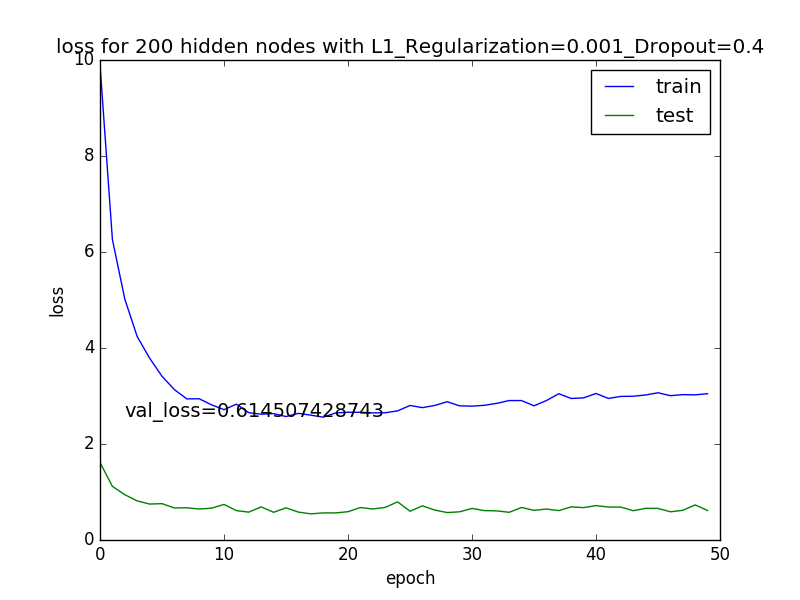 loss for 200 hidden nodes with L1_Regularization=0.001_Dropout=0.4
train
test
10
8
6
4
2
0
loss
val_loss=0.614507428743
0 10 20 30 40 50
epoch